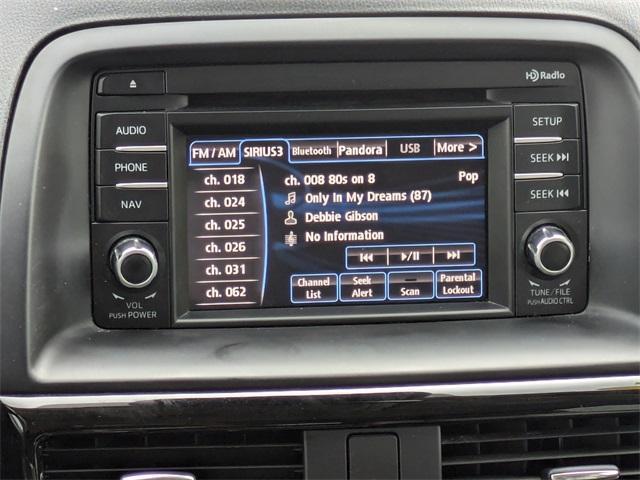 HD Radio
AUDIO
PHONE
NAV
VOL
PUSH POWER
FM / AM SIRIUS3 Bluetooth Pandora USB More >
ch. 018
ch. 024
ch. 025
ch. 026
ch. 031
ch. 062
ch. 008 80s on 8 Pop
Only In My Dreams (87)
Debbie Gibson
No Information
Channel List
Seek Alert
Scan
Parental Lockout
SETUP
SEEK
SEEK
TUNE/FILE
PUSH AUDIO CTRL